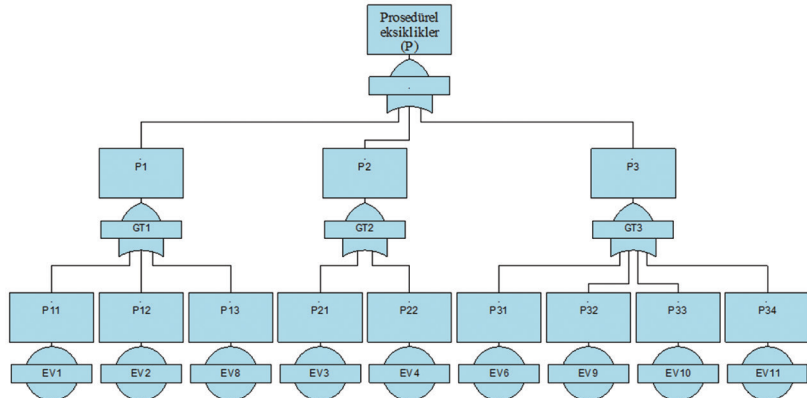 Prosedürel
eksiklikler
(P)
P1
P2
P3
GT1
GT2
GT3
P11
P12
P13
P21
P22
P31
P32
P33
P34
EV1
EV2
EV8
EV3
EV4
EV6
EV9
EV10
EV11